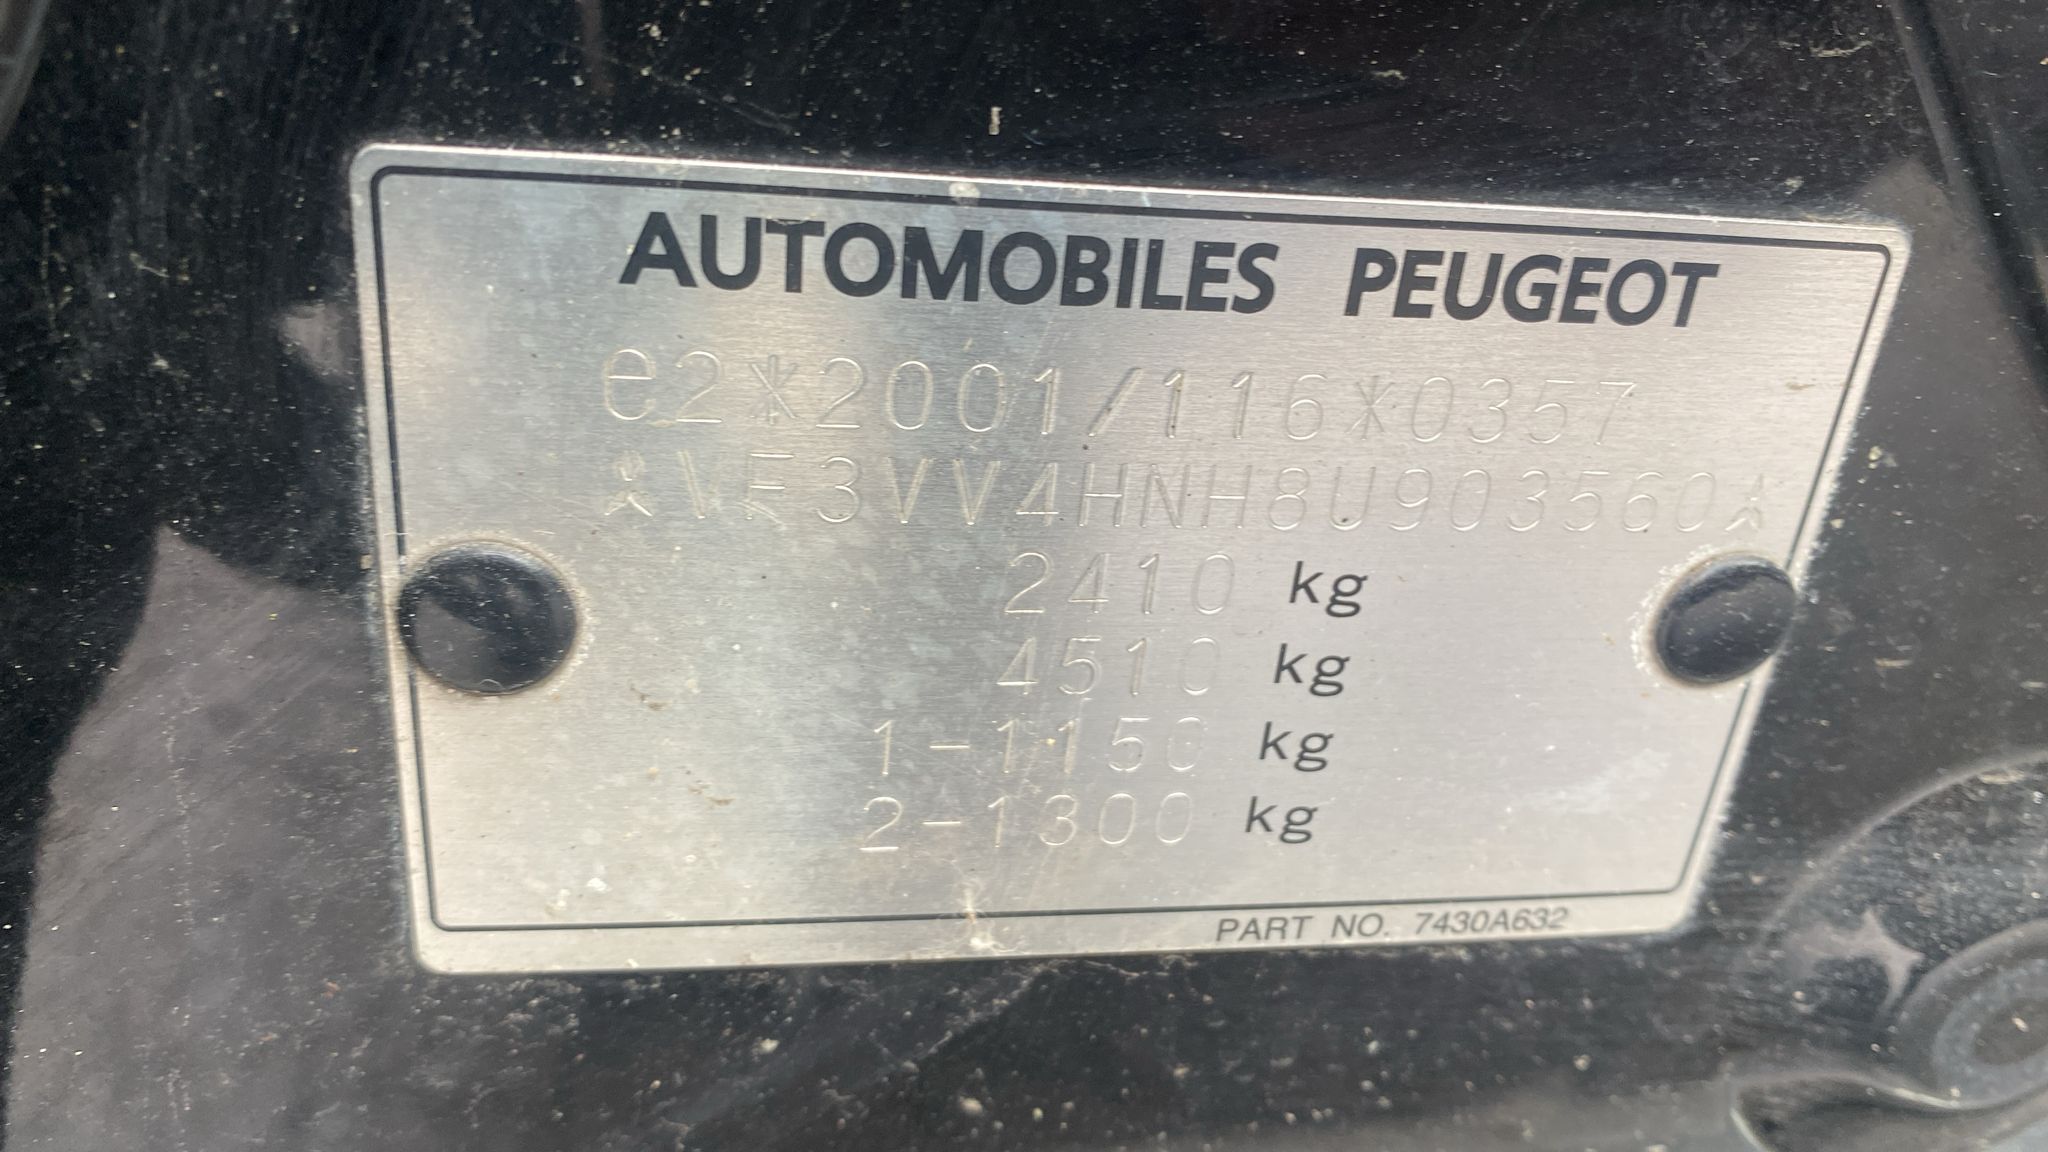 AUTOMOBILES PEUGEOT
e2*2001/116*0357
*VF3VV4HNH8U903560*
2410 kg
4510 kg
1-1150 kg
2-1300 kg
PART NO. 7430A632